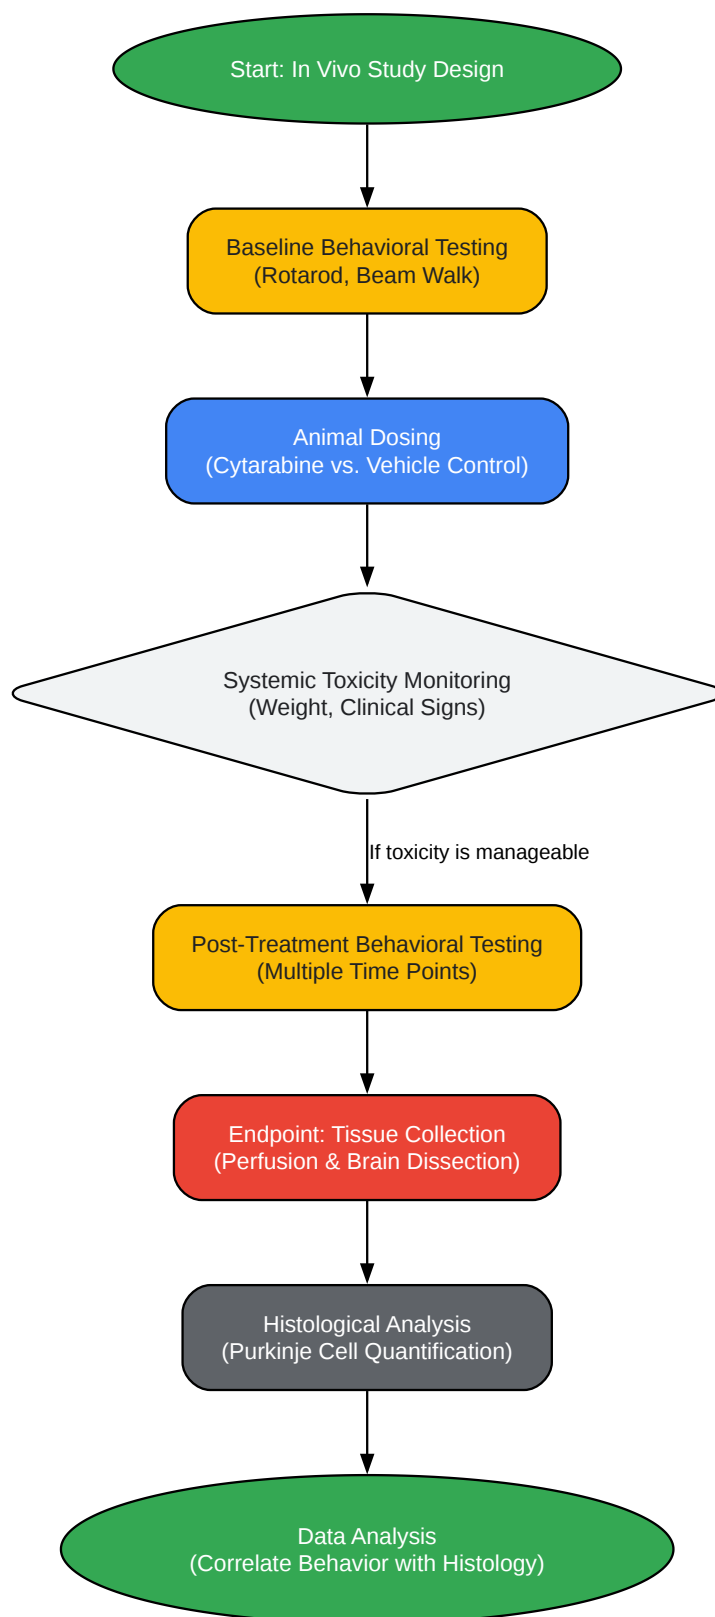 Start: In Vivo Study Design
Baseline Behavioral Testing
(Rotarod, Beam Walk)
Animal Dosing
(Cytarabine vs. Vehicle Control)
Systemic Toxicity Monitoring
(Weight, Clinical Signs)
If toxicity is manageable
Post-Treatment Behavioral Testing
(Multiple Time Points)
Endpoint: Tissue Collection
(Perfusion & Brain Dissection)
Histological Analysis
(Purkinje Cell Quantification)
Data Analysis
(Correlate Behavior with Histology)